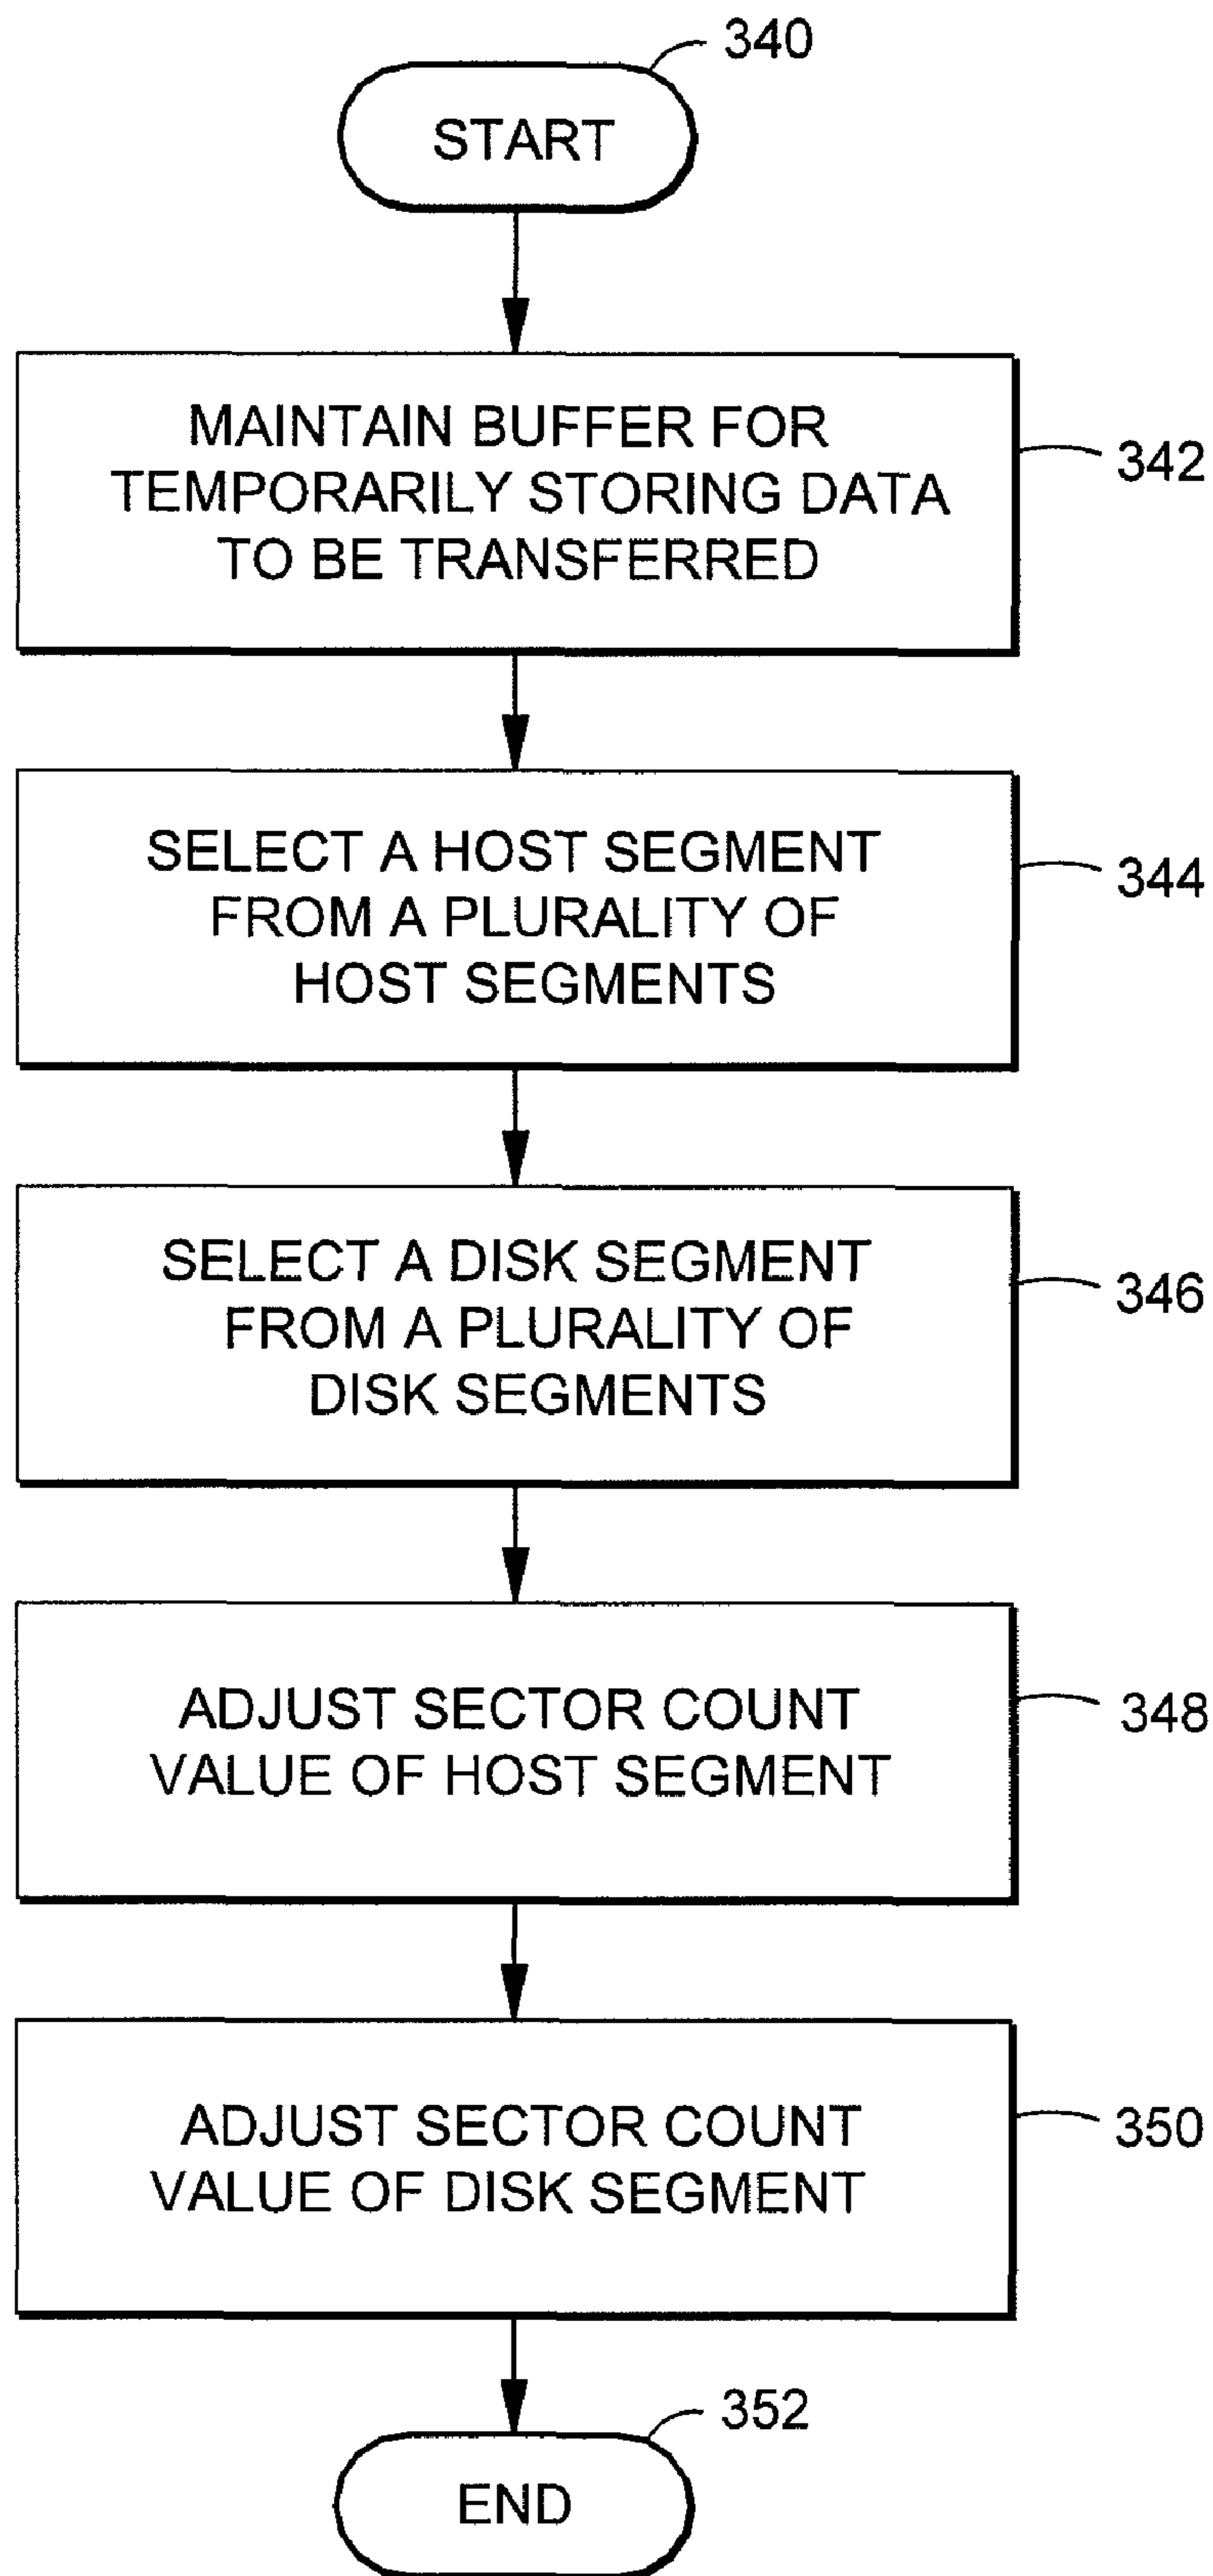 340
START
MAINTAIN BUFFER FOR
TEMPORARILY STORING DATA
TO BE TRANSFERRED
342
SELECT A HOST SEGMENT
FROM A PLURALITY OF
HOST SEGMENTS
344
SELECT A DISK SEGMENT
FROM A PLURALITY OF
DISK SEGMENTS
346
ADJUST SECTOR COUNT
VALUE OF HOST SEGMENT
348
ADJUST SECTOR COUNT
VALUE OF DISK SEGMENT
350
352
END